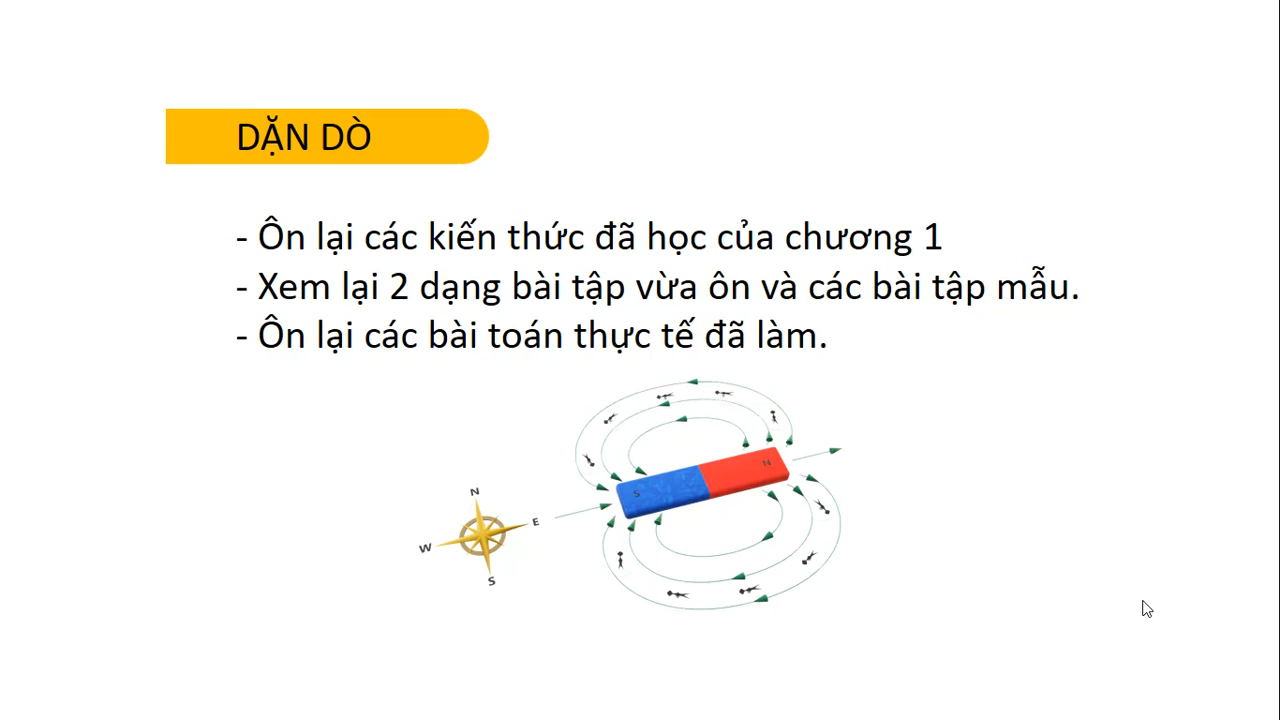 DẶN DÒ
- Ôn lại các kiến thức đã học của chương 1
- Xem lại 2 dạng bài tập vừa ôn và các bài tập mẫu.
- Ôn lại các bài toán thực tế đã làm.
N
S
N
E
W
S